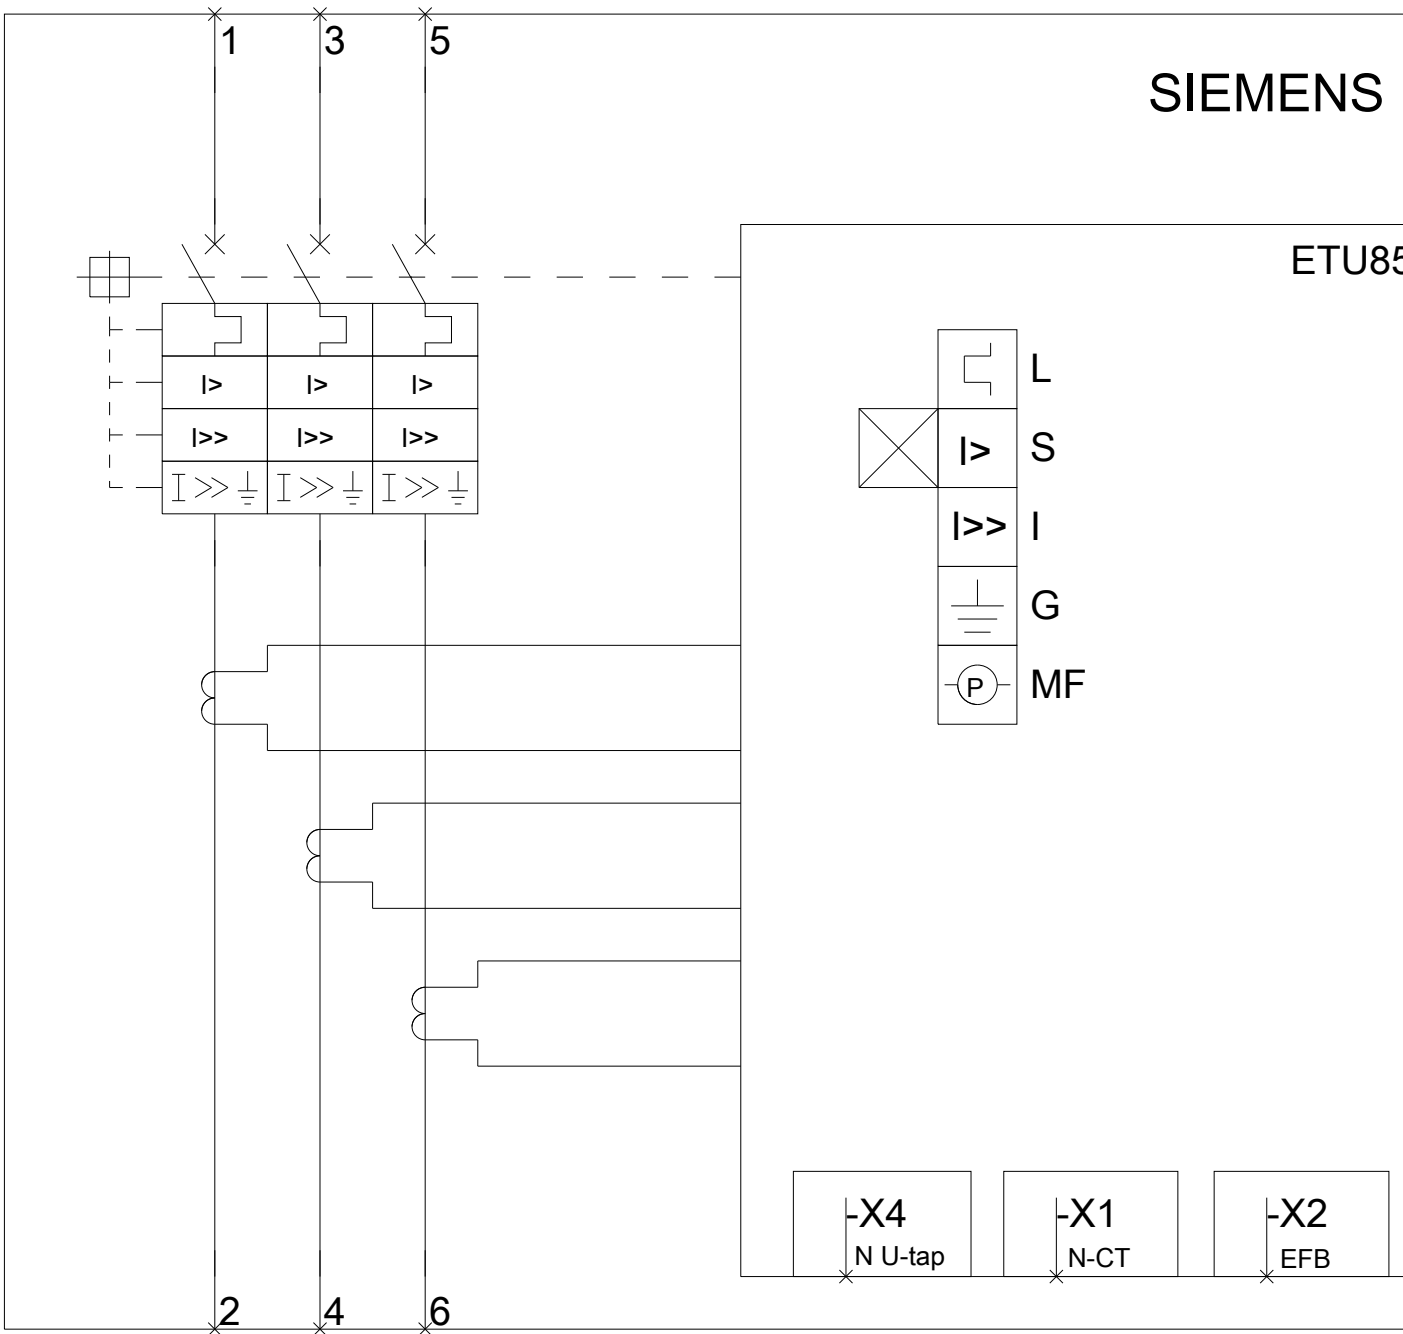 1 3 5
SIEMENS
ETU85
I> I> I>
I>> I>> I>>
I >> I >> I >>
L
I> S
I>> I
G
P MF
-X4 -X1 -X2
N U-tap N-CT EFB
2 4 6